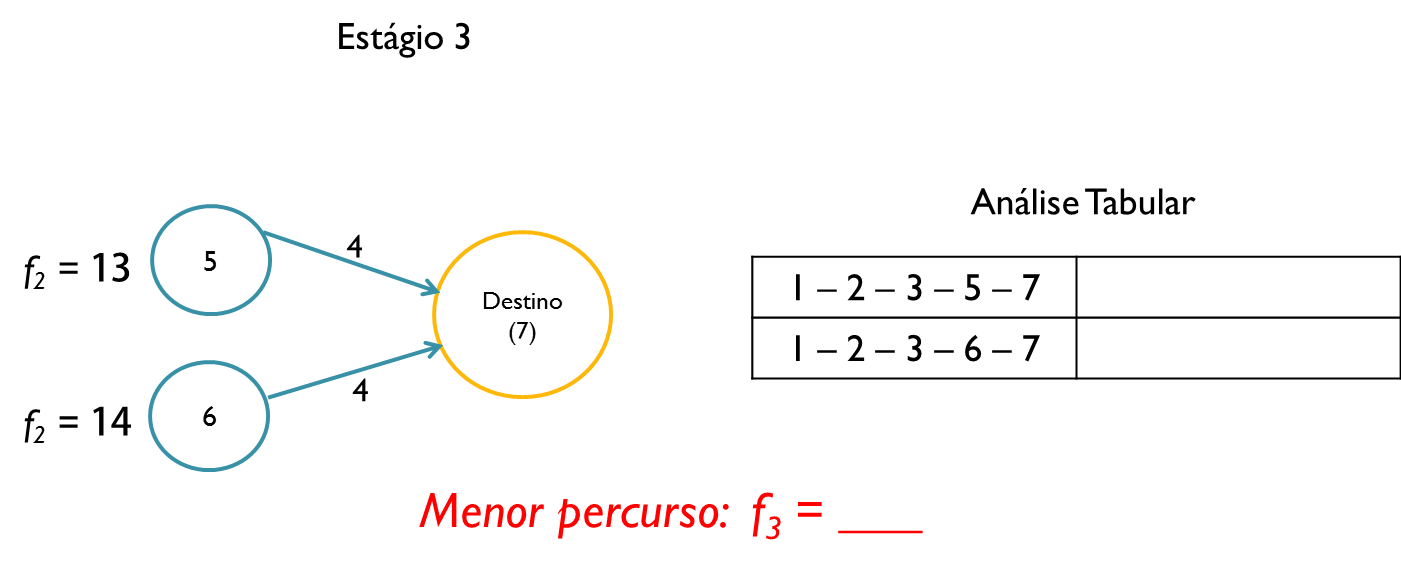 Estágio 3
f2 = 13
5
4
Destino
(7)
f2 = 14
6
4
Análise Tabular
1 – 2 – 3 – 5 – 7
1 – 2 – 3 – 6 – 7
Menor percurso: f3 = ____